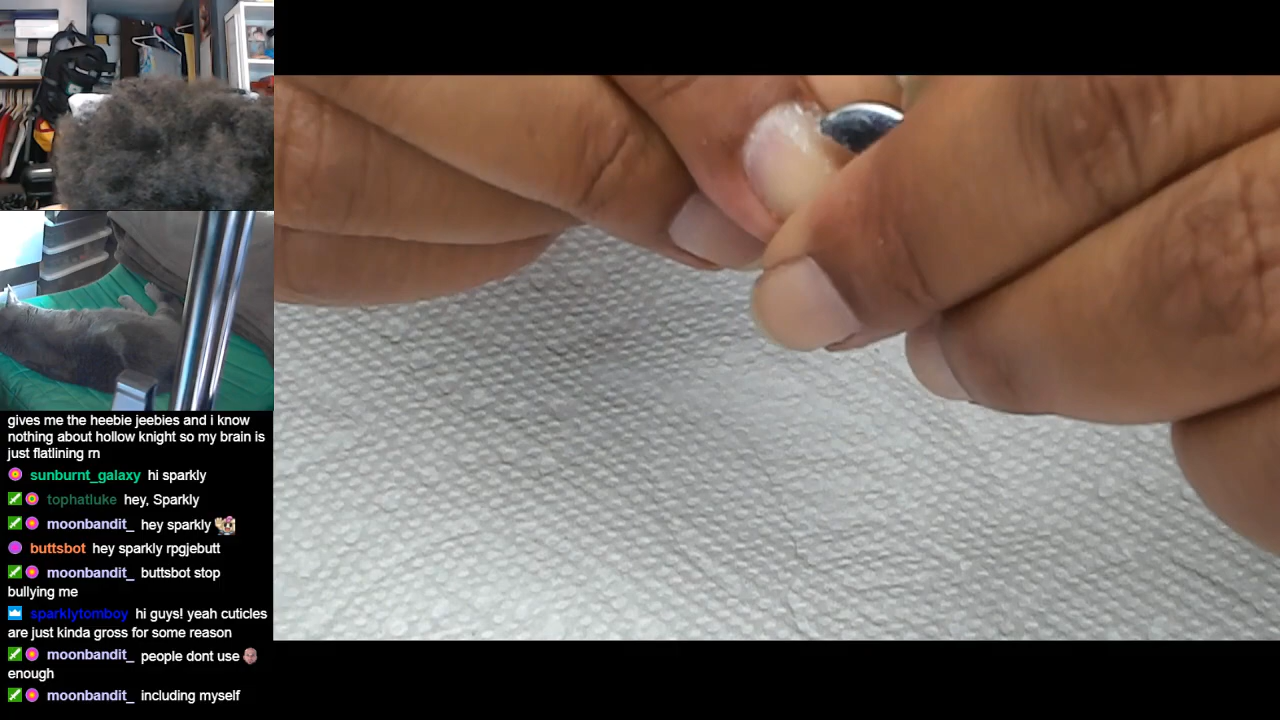 gives me the heebie jeebies and i know
nothing about hollow knight so my brain is
just flatlining rn
sunburnt_galaxy hi sparkly
tophatluke hey, Sparkly
moonbandit_ hey sparkly
buttsbot hey sparkly rpgjebutt
moonbandit_ buttsbot stop
bullying me
sparklytomboy hi guys! yeah cuticles
are just kinda gross for some reason
moonbandit_ people dont use
enough
moonbandit_ including myself